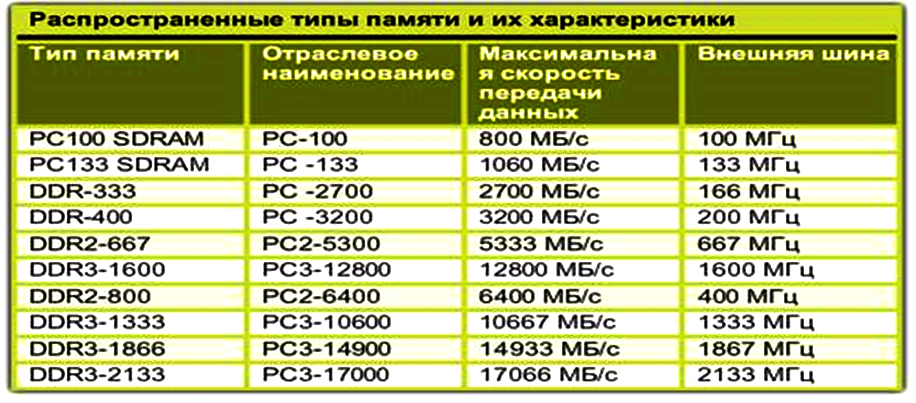 Распространенные типы памяти и их характеристики
Тип памяти Отраслевое наименование Максимальна я скорость передачи данных Внешняя шина
PC100 SDRAM PC-100 800 МБ/с 100 МГц
PC133 SDRAM PC -133 1060 МБ/с 133 МГц
DDR-333 PC -2700 2700 МБ/с 166 МГц
DDR-400 PC -3200 3200 МБ/с 200 МГц
DDR2-667 PC2-5300 5333 МБ/с 667 МГц
DDR3-1600 PC3-12800 12800 МБ/с 1600 МГц
DDR2-800 PC2-6400 6400 МБ/с 400 МГц
DDR3-1333 PC3-10600 10667 МБ/с 1333 МГц
DDR3-1866 PC3-14900 14933 МБ/с 1867 МГц
DDR3-2133 PC3-17000 17066 МБ/с 2133 МГц